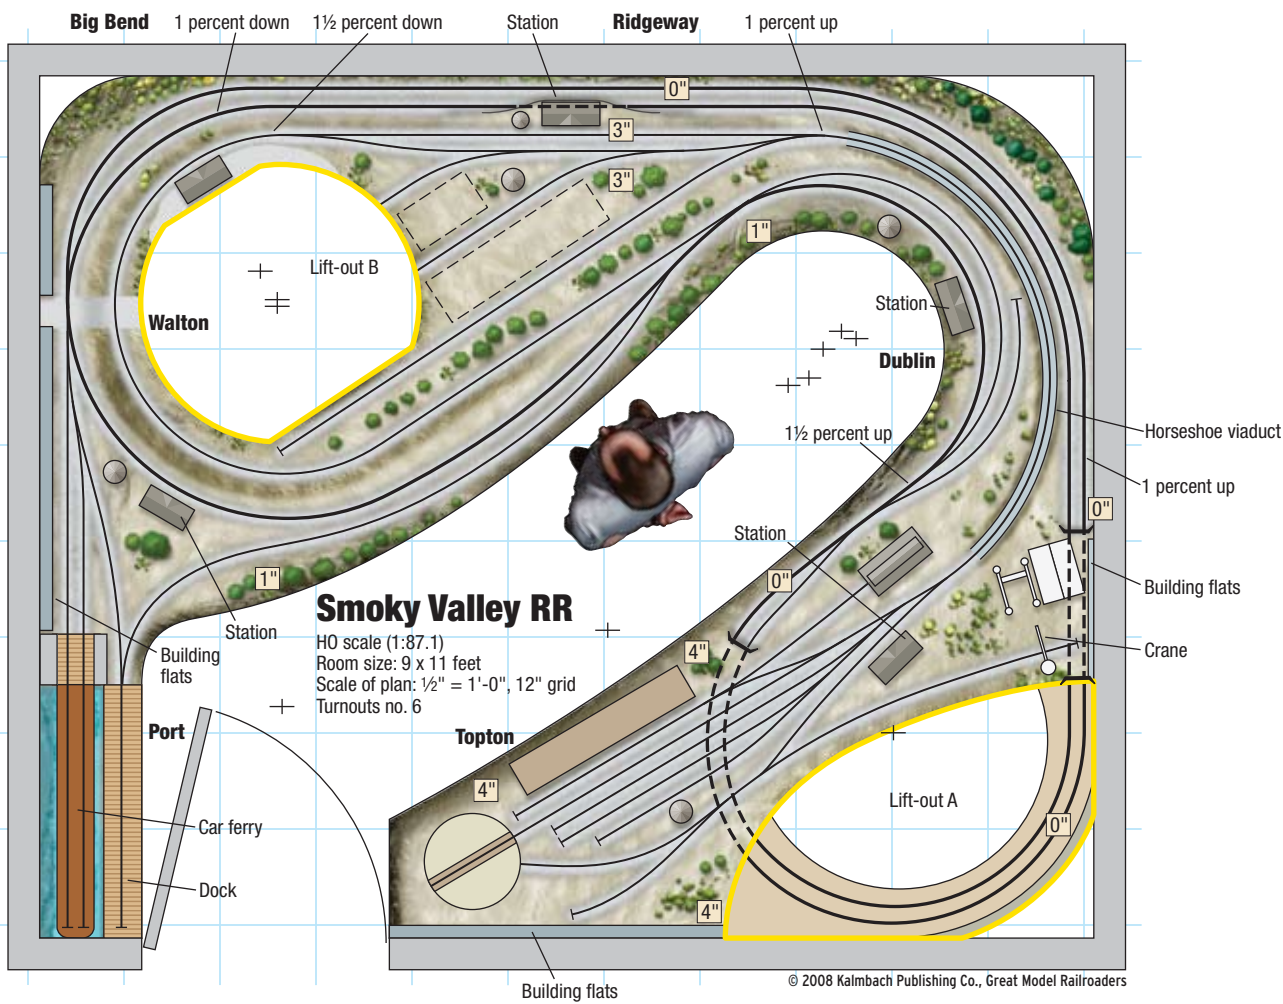 Big Bend
1 percent down
1½ percent down
Station
Ridgeway
1 percent up
0"
3"
3"
1"
Lift-out B
Walton
Station
Dublin
1½ percent up
Horseshoe viaduct
1 percent up
0"
Station
0"
1"
Building flats
Smoky Valley RR
HO scale (1:87.1)
Room size: 9 x 11 feet
Scale of plan: ½" = 1'-0", 12" grid
Turnouts no. 6
Station
Building
flats
4"
Crane
Port
Topton
4"
Lift-out A
0"
Car ferry
Dock
4"
Building flats
© 2008 Kalmbach Publishing Co., Great Model Railroaders